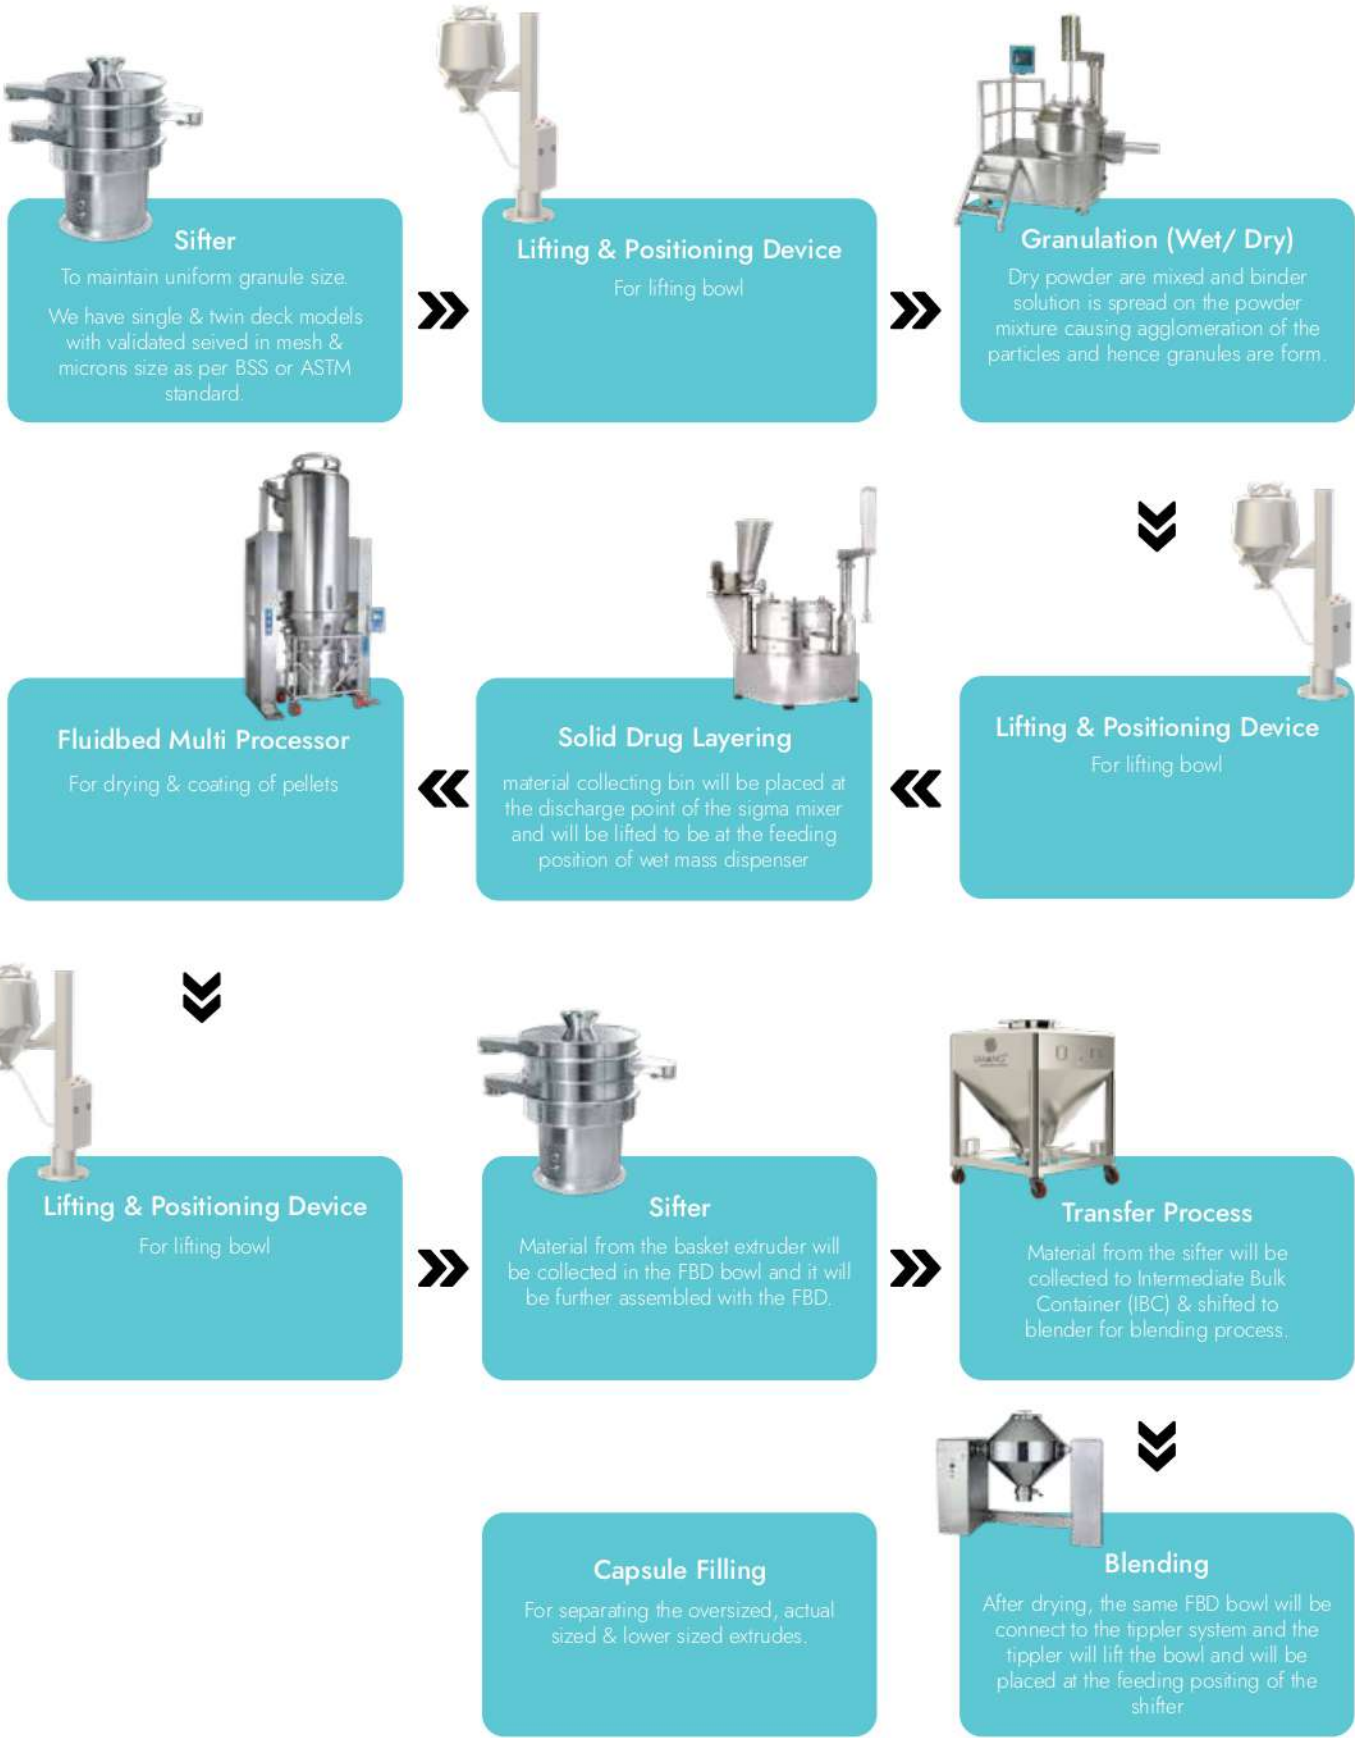 Sifter
To maintain uniform granule size.
We have single & twin deck models
with validated seived in mesh &
microns size as per BSS or ASTM
standard.
Lifting & Positioning Device
For lifting bowl
Granulation (Wet/ Dry)
Dry powder are mixed and binder
solution is spread on the powder
mixture causing agglomeration of the
particles and hence granules are form.
Lifting & Positioning Device
For lifting bowl
Solid Drug Layering
material collecting bin will be placed at
the discharge point of the sigma mixer
and will be lifted to be at the feeding
position of wet mass dispenser
Fluidbed Multi Processor
For drying & coating of pellets
Lifting & Positioning Device
For lifting bowl
Sifter
Material from the basket extruder will
be collected in the FBD bowl and it will
be further assembled with the FBD.
Transfer Process
Material from the sifter will be
collected to Intermediate Bulk
Container (IBC) & shifted to
blender for blending process.
Blending
After drying, the same FBD bowl will be
connect to the tippler system and the
tippler will lift the bowl and will be
placed at the feeding positing of the
shifter
Capsule Filling
For separating the oversized, actual
sized & lower sized extrudes.